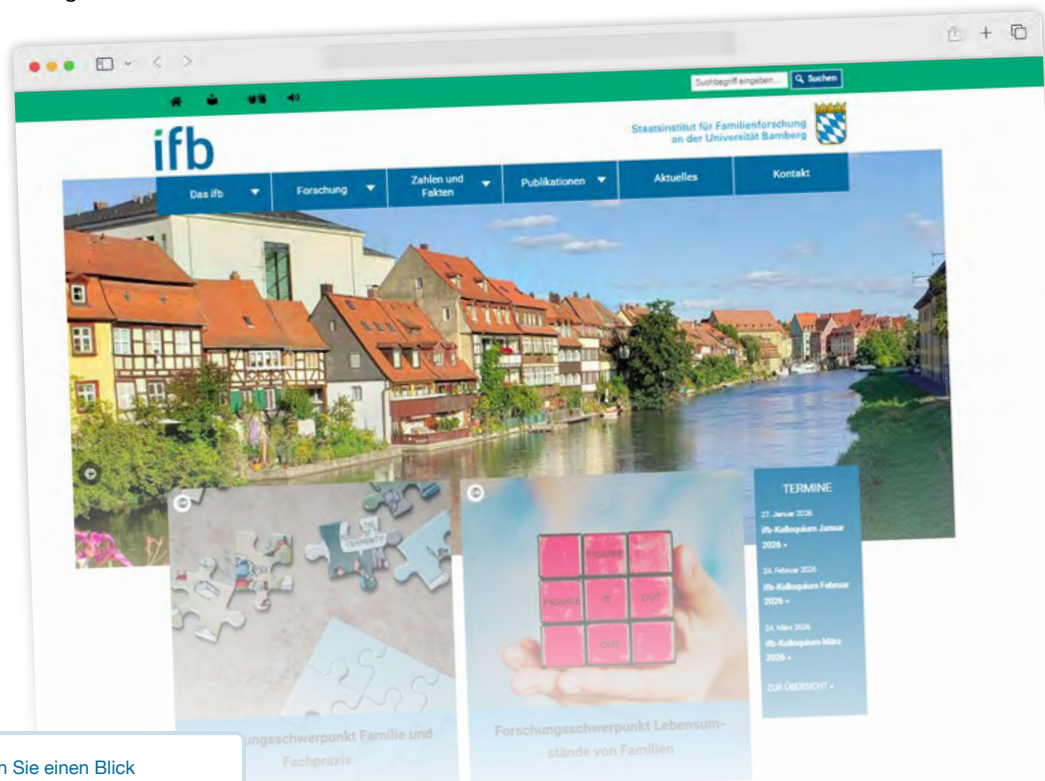 Suchbegriff eingeben...
Suchen
ifb
Staatsinstitut für Familienforschung
an der Universität Bamberg
Das ifb
Forschung
Zahlen und
Fakten
Publikationen
Aktuelles
Kontakt
THE
OF
COMMUNITY!
FIGURE
FIGURE IT OUT
OUT
TERMINE
27. Januar 2026
ifb-Kolloquium Januar
2026 »
24. Februar 2026
ifb-Kolloquium Februar
2026 »
24. März 2026
ifb-Kolloquium März
2026 »
ZUR ÜBERSICHT »
ungsschwerpunkt Familie und
Fachpraxis
Forschungsschwerpunkt Lebensum-
stände von Familien
n Sie einen Blick